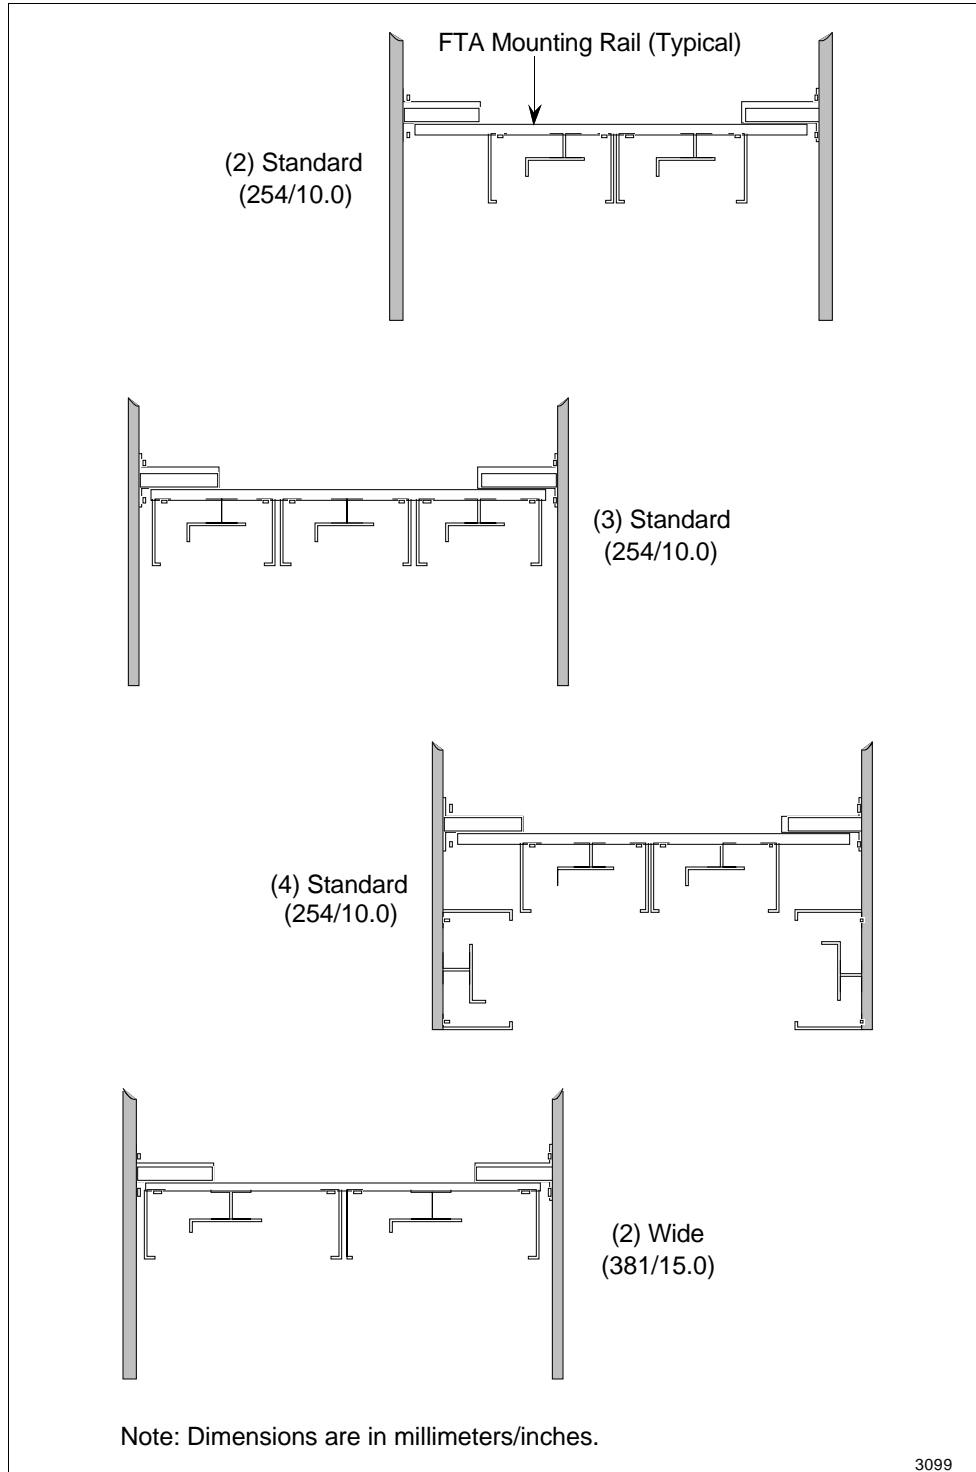 FTA Mounting Rail (Typical)
(2) Standard
(254/10.0)
(3) Standard
(254/10.0)
(4) Standard
(254/10.0)
(2) Wide
(381/15.0)
Note: Dimensions are in millimeters/inches.
3099